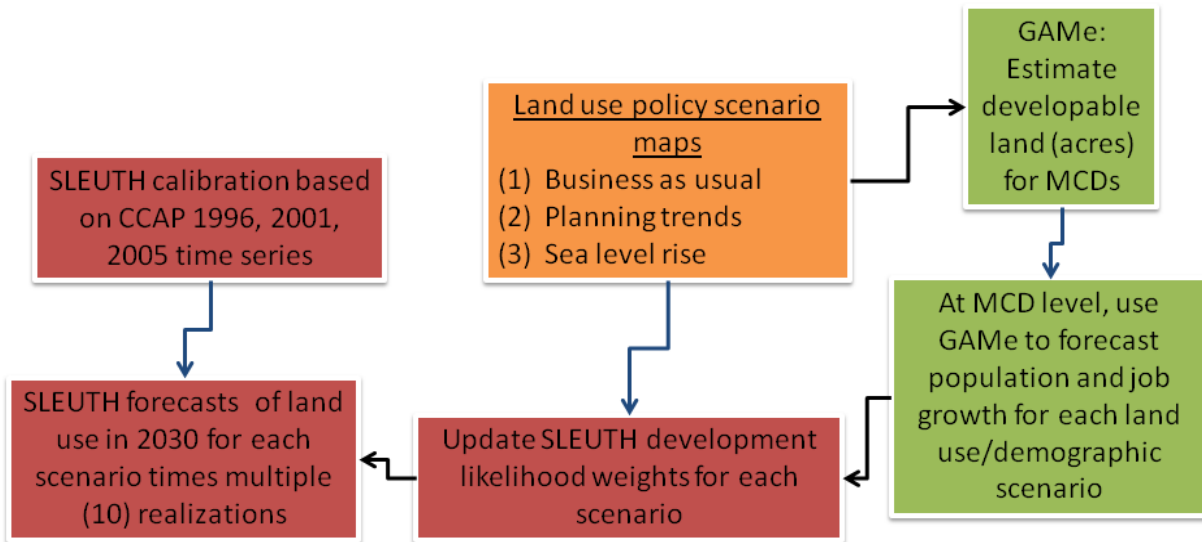 SLEUTH calibration based
on CCAP 1996, 2001,
2005 time series
Land use policy scenario
maps
(1) Business as usual
(2) Planning trends
(3) Sea level rise
GAMe:
Estimate
developable
land (acres)
for MCDs
At MCD level, use
GAMe to forecast
population and job
growth for each land
use/demographic
scenario
Update SLEUTH development
likelihood weights for each
scenario
SLEUTH forecasts of land
use in 2030 for each
scenario times multiple
(10) realizations